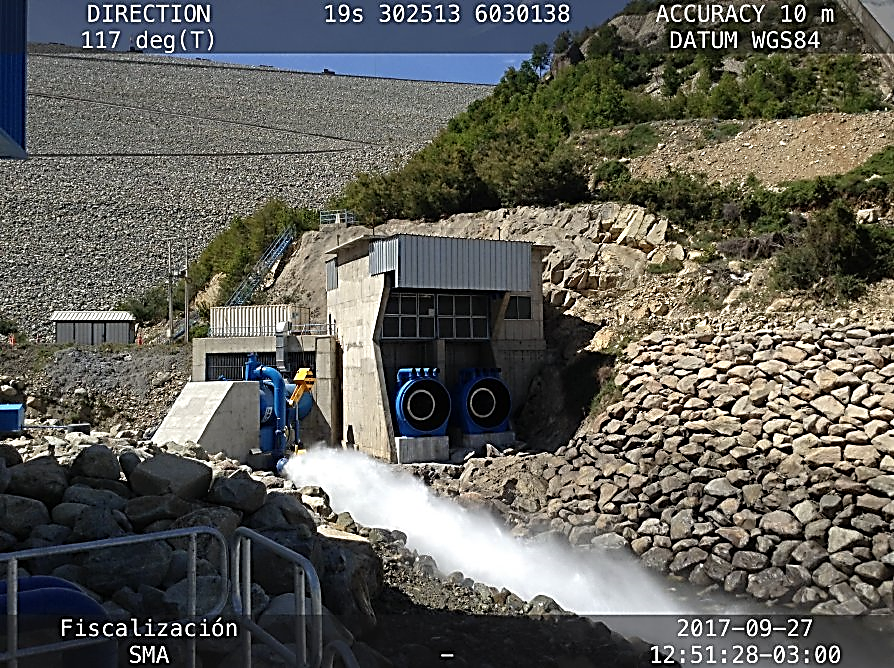 DIRECTION
117 deg(T)
19s 302513 6030138
ACCURACY 10 m
DATUM WGS84
Fiscalización
SMA
–
2017-09-27
12:51:28-03:00